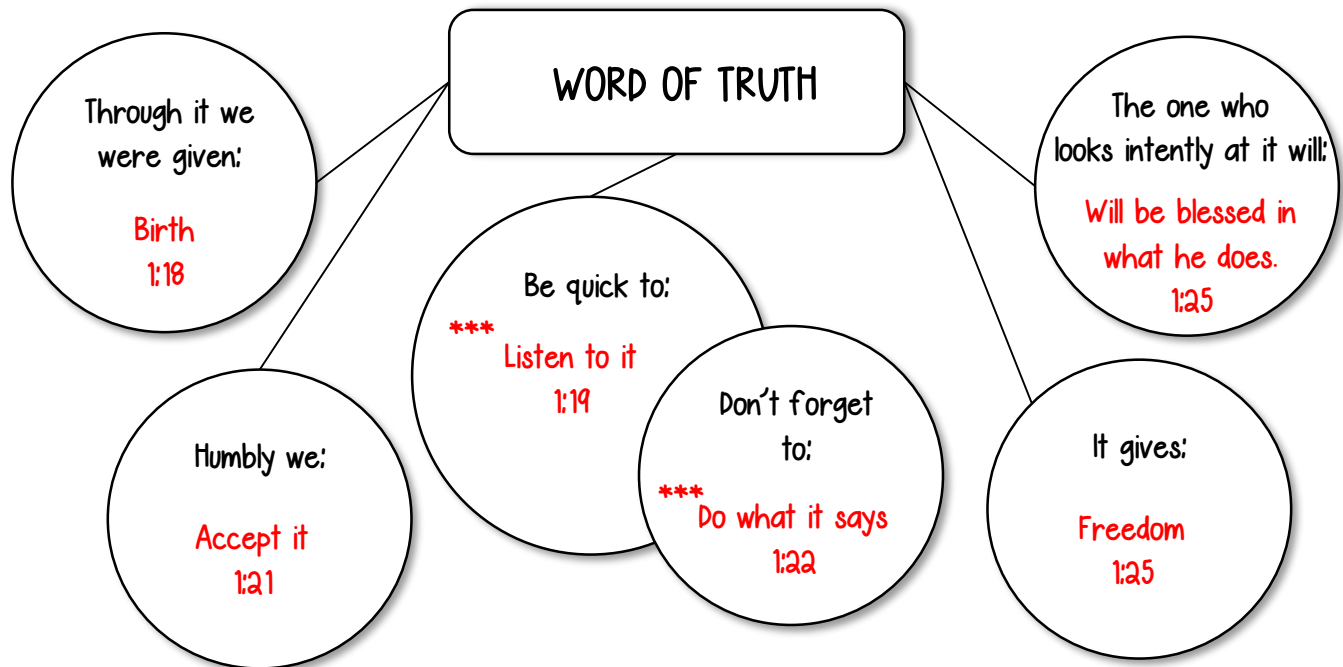 WORD OF TRUTH
Through it we
were given:
Birth
1:18
Humbly we:
Accept it
1:21
Be quick to:
***
Listen to it
1:19
Don't forget
to:
***
Do what it says
1:22
The one who
looks intently at it will:
Will be blessed in
what he does.
1:25
It gives:
Freedom
1:25